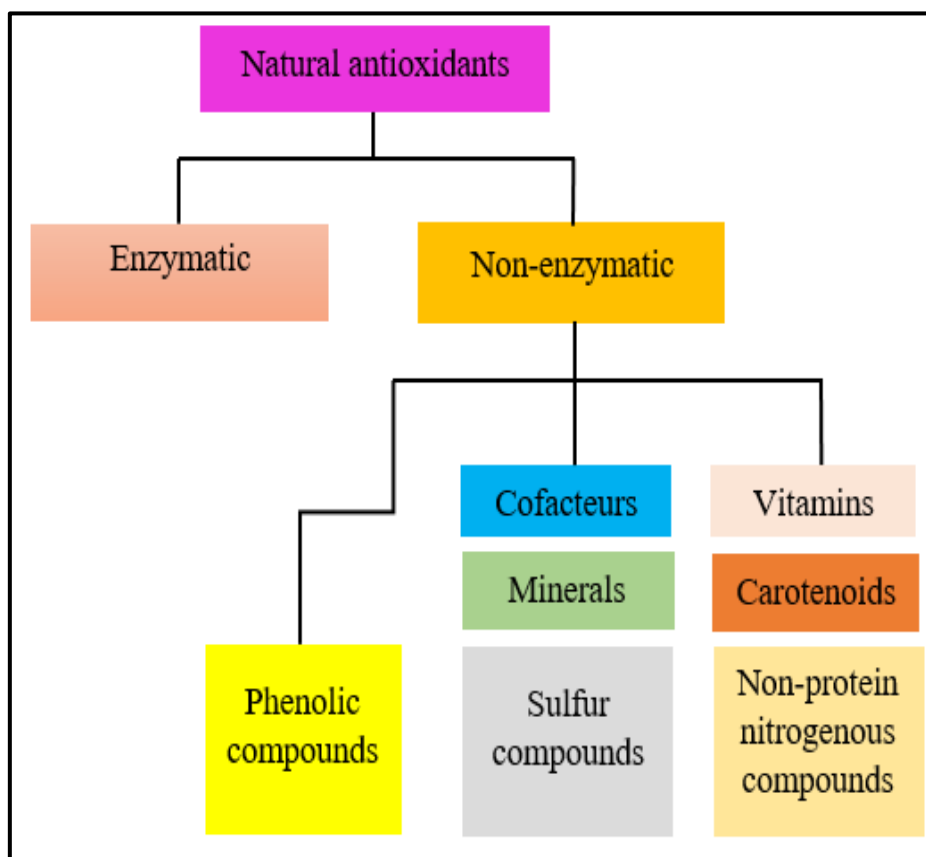 Natural antioxidants
Enzymatic
Non-enzymatic
Cofacteurs
Vitamins
Minerals
Carotenoids
Phenolic
compounds
Sulfur
compounds
Non-protein
nitrogenous
compounds